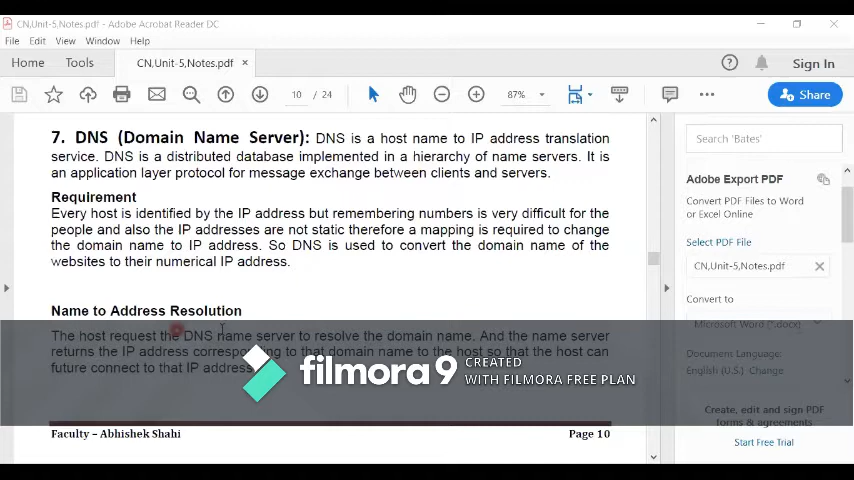 CN,Unit-5,Notes.pdf - Adobe Acrobat Reader DC
File Edit View Window Help
Home Tools CN,Unit-5,Notes.pdf × Sign In
10 / 24 87% Share
7. DNS (Domain Name Server): DNS is a host name to IP address translation
service. DNS is a distributed database implemented in a hierarchy of name servers. It is
an application layer protocol for message exchange between clients and servers.
Requirement
Every host is identified by the IP address but remembering numbers is very difficult for the
people and also the IP addresses are not static therefore a mapping is required to change
the domain name to IP address. So DNS is used to convert the domain name of the
websites to their numerical IP address.
Name to Address Resolution
The host request the DNS name server to resolve the domain name. And the name server
returns the IP address corresponding to that domain name to the host so that the host can
future connect to that IP address.
Faculty – Abhishek Shahi Page 10
Search 'Bates'
Adobe Export PDF
Convert PDF Files to Word
or Excel Online
Select PDF File
CN,Unit-5,Notes.pdf
Convert to
Microsoft Word (*.docx)
Document Language:
English (U.S.) Change
Create, edit and sign PDF
forms & agreements
Start Free Trial
filmora9
CREATED
WITH FILMORA FREE PLAN